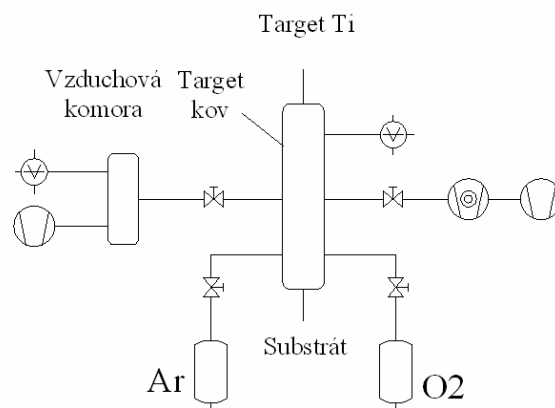 Target Ti
Vzduchová
komora
Target
kov
Substrát
Ar
O2